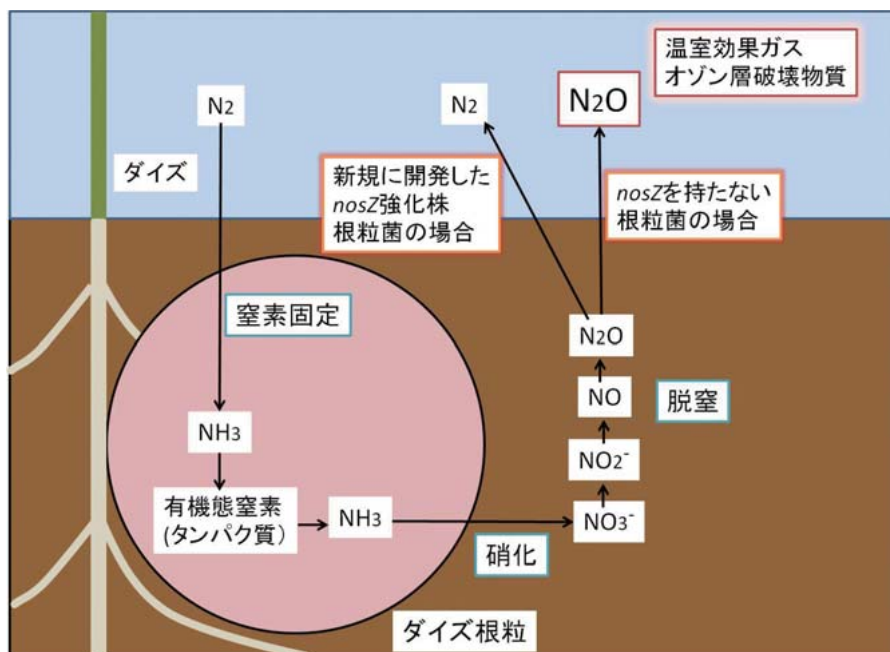 温室効果ガス
オゾン層破壊物質
N2
N2
N2O
ダイズ
新規に開発した
nosZ強化株
根粒菌の場合
nosZを持たない
根粒菌の場合
窒素固定
N2O
NO
脱窒
NH3
NO2-
有機態窒素
(タンパク質)
NH3
NO3-
硝化
ダイズ根粒